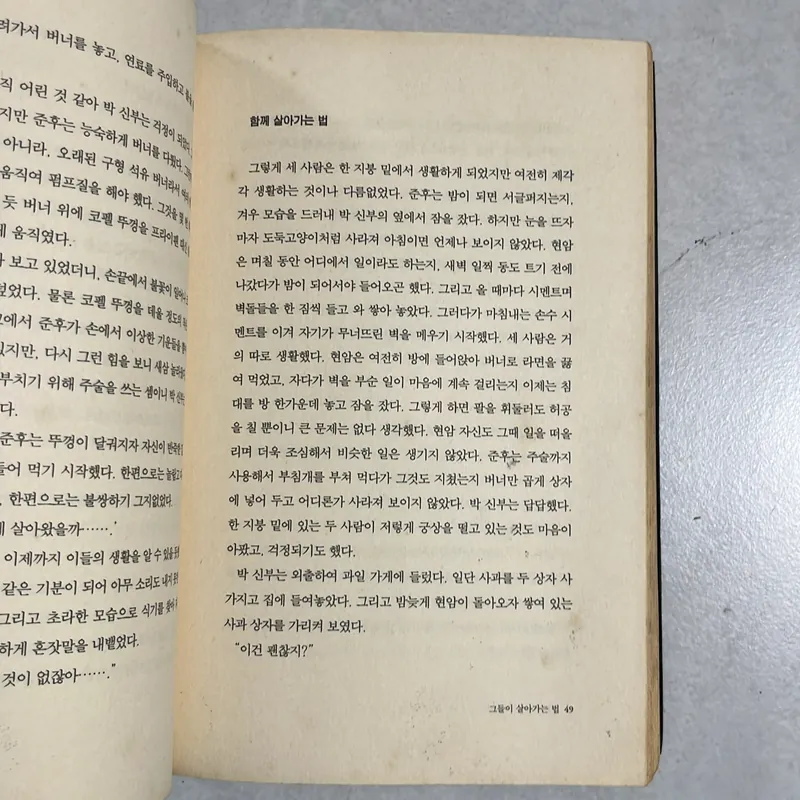 려가서 버너를 놓고, 연료를 주입하고
직 어린 것 같아 박 신부는 걱정이 되었다.
지만 준후는 능숙하게 버너를 다뤘다.
아니라, 오래된 구형 석유 버너라서
움직여 펌프질을 해야 했다. 그것을 몇 번
듯 버너 위에 코펠 뚜껑을 프라이팬
게 움직였다.
보고 있었더니, 손끝에서 불꽃이
덮었다. 물론 코펠 뚜껑을 데울 정도의
에서 준후가 손에서 이상한 기운들을
있지만, 다시 그런 힘을 보니 새삼
부치기 위해 주술을 쓰는 셈이니 박
다.
준후는 뚜껑이 달궈지자 자신이
들어 먹기 시작했다. 한편으로는
, 한편으로는 불쌍하기 그지없었다.
게 살아왔을까…….’
이제까지 이들의 생활을 알 수
같은 기분이 되어 아무 소리도 내지
그리고 초라한 모습으로 식기를
하게 혼잣말을 내뱉었다.
것이 없잖아…….”
함께 살아가는 법
그렇게 세 사람은 한 지붕 밑에서 생활하게 되었지만 여전히 제각
각 생활하는 것이나 다름없었다. 준후는 밤이 되면 서글퍼지는지,
겨우 모습을 드러내 박 신부의 옆에서 잠을 잤다. 하지만 눈을 뜨자
마자 도둑고양이처럼 사라져 아침이면 언제나 보이지 않았다. 현암
은 며칠 동안 어디에서 일이라도 하는지, 새벽 일찍 동도 트기 전에
나갔다가 밤이 되어서야 들어오곤 했다. 그리고 올 때마다 시멘트며
벽돌들을 한 짐씩 들고 와 쌓아 놓았다. 그러다가 마침내는 손수 시
멘트를 이겨 자기가 무너뜨린 벽을 메우기 시작했다. 세 사람은 거
의 따로 생활했다. 현암은 여전히 방에 들어앉아 버너로 라면을 끓
여 먹었고, 자다가 벽을 부순 일이 마음에 계속 걸리는지 이제는 침
대를 방 한가운데 놓고 잠을 잤다. 그렇게 하면 팔을 휘둘러도 허공
을 칠 뿐이니 큰 문제는 없다 생각했다. 현암 자신도 그때 일을 떠올
리며 더욱 조심해서 비슷한 일은 생기지 않았다. 준후는 주술까지
사용해서 부침개를 부쳐 먹다가 그것도 지쳤는지 버너만 곱게 상자
에 넣어 두고 어디론가 사라져 보이지 않았다. 박 신부는 답답했다.
한 지붕 밑에 있는 두 사람이 저렇게 궁상을 떨고 있는 것도 마음이
아팠고, 걱정되기도 했다.
박 신부는 외출하여 과일 가게에 들렀다. 일단 사과를 두 상자 사
가지고 집에 들여놓았다. 그리고 밤늦게 현암이 돌아오자 쌓여 있는
사과 상자를 가리켜 보였다.
“이건 괜찮지?”
그들이 살아가는 법 49